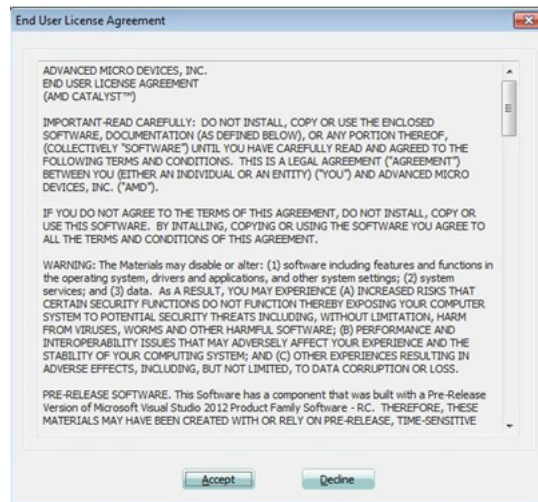 End User License Agreement
ADVANCED MICRO DEVICES, INC.
END USER LICENSE AGREEMENT
(AMD CATALYST™)
IMPORTANT-READ CAREFULLY: DO NOT INSTALL, COPY OR USE THE ENCLOSED
SOFTWARE, DOCUMENTATION (AS DEFINED BELOW), OR ANY PORTION THEREOF,
(COLLECTIVELY "SOFTWARE") UNTIL YOU HAVE CAREFULLY READ AND AGREED TO THE
FOLLOWING TERMS AND CONDITIONS. THIS IS A LEGAL AGREEMENT ("AGREEMENT")
BETWEEN YOU (EITHER AN INDIVIDUAL OR AN ENTITY) ("YOU") AND ADVANCED MICRO
DEVICES, INC. ("AMD").
IF YOU DO NOT AGREE TO THE TERMS OF THIS AGREEMENT, DO NOT INSTALL, COPY OR
USE THIS SOFTWARE. BY INTALLING, COPYING OR USING THE SOFTWARE YOU AGREE TO
ALL THE TERMS AND CONDITIONS OF THIS AGREEMENT.
WARNING: The Materials may disable or alter: (1) software including features and functions in
the operating system, drivers and applications, and other system settings; (2) system
services; and (3) data. AS A RESULT, YOU MAY EXPERIENCE (A) INCREASED RISKS THAT
CERTAIN SECURITY FUNCTIONS DO NOT FUNCTION THEREBY EXPOSING YOUR COMPUTER
SYSTEM TO POTENTIAL SECURITY THREATS INCLUDING, WITHOUT LIMITATION, HARM
FROM VIRUSES, WORMS AND OTHER HARMFUL SOFTWARE; (B) PERFORMANCE AND
INTEROPERABILITY ISSUES THAT MAY ADVERSELY AFFECT YOUR EXPERIENCE AND THE
STABILITY OF YOUR COMPUTING SYSTEM; AND (C) OTHER EXPERIENCES RESULTING IN
ADVERSE EFFECTS, INCLUDING, BUT NOT LIMITED, TO DATA CORRUPTION OR LOSS.
PRE-RELEASE SOFTWARE. This Software has a component that was built with a Pre-Release
Version of Microsoft Visual Studio 2012 Product Family Software - RC. THEREFORE, THESE
MATERIALS MAY HAVE BEEN CREATED WITH OR RELY ON PRE-RELEASE, TIME-SENSITIVE
Accept Decline